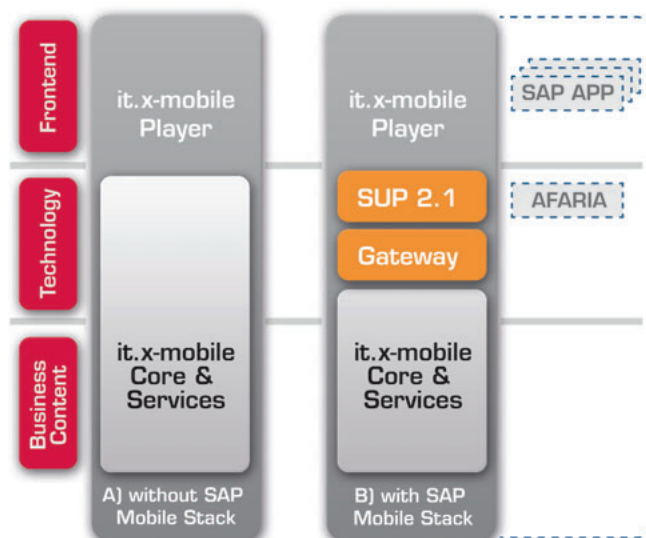 Frontend
it.x-mobile
Player
it.x-mobile
Player
SAP APP
Technology
SUP 2.1
AFARIA
Gateway
Business
Content
it.x-mobile
Core &
Services
it.x-mobile
Core &
Services
A) without SAP
Mobile Stack
B) with SAP
Mobile Stack